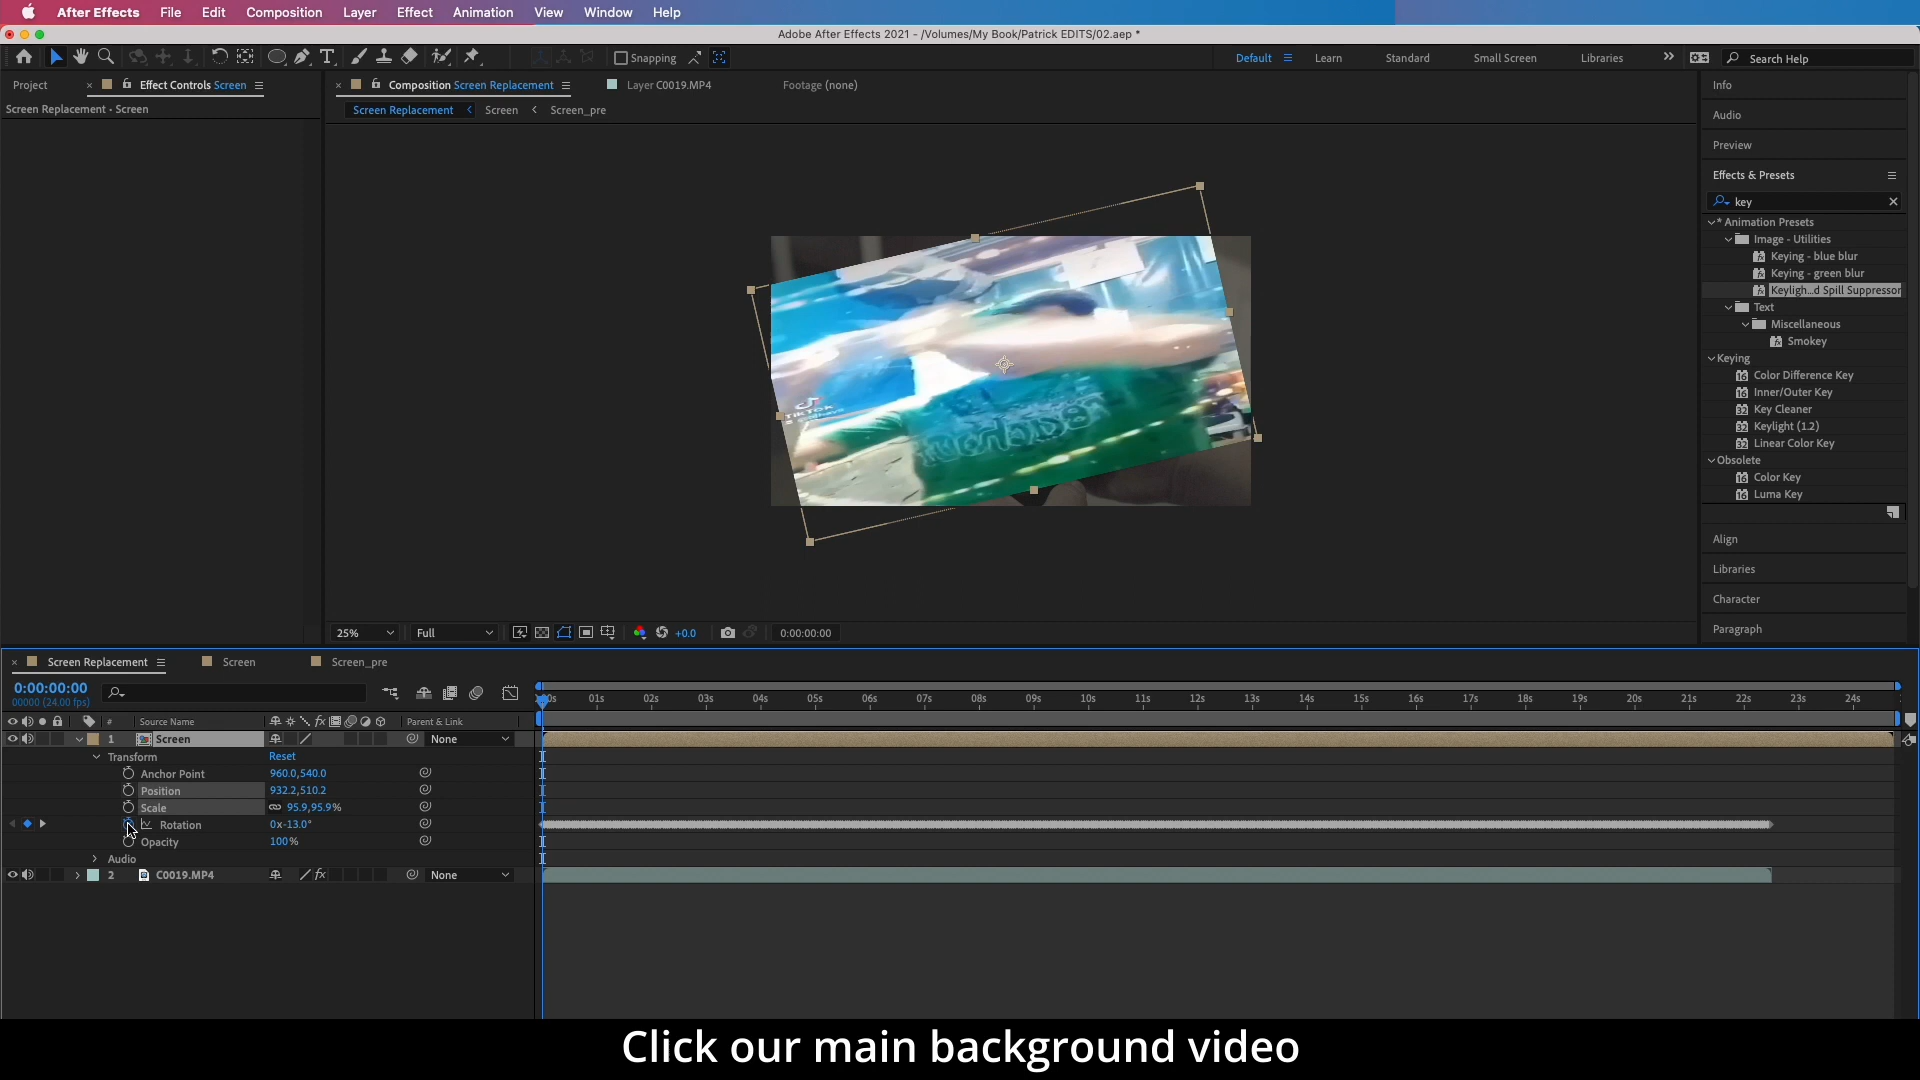 After Effects File Edit Composition Layer Effect Animation View Window Help
Adobe After Effects 2021 - /Volumes/My Book/Patrick EDITS/02.aep *
Snapping
Default Learn Standard Small Screen Libraries Search Help
Project Effect Controls Screen
Composition Screen Replacement Layer C0019.MP4 Footage (none)
Screen Replacement - Screen
Screen Replacement Screen Screen_pre
Info
Audio
Preview
Effects & Presets
key
* Animation Presets
Image - Utilities
Keying - blue blur
Keying - green blur
Keyligh...d Spill Suppressor
Text
Miscellaneous
Smokey
Keying
Color Difference Key
Inner/Outer Key
Key Cleaner
Keylight (1.2)
Linear Color Key
Obsolete
Color Key
Luma Key
Align
Libraries
Character
Paragraph
TikTok
25% Full +0.0 0:00:00:00
Screen Replacement Screen Screen_pre
0:00:00:00
00000 (24.00 fps)
01s 02s 03s 04s 05s 06s 07s 08s 09s 10s 11s 12s 13s 14s 15s 16s 17s 18s 19s 20s 21s 22s 23s 24s
# Source Name Parent & Link
1 Screen None
Transform Reset
Anchor Point 960.0,540.0
Position 932.2,510.2
Scale 95.9,95.9%
Rotation 0x-13.0°
Opacity 100%
Audio
2 C0019.MP4 None
Click our main background video